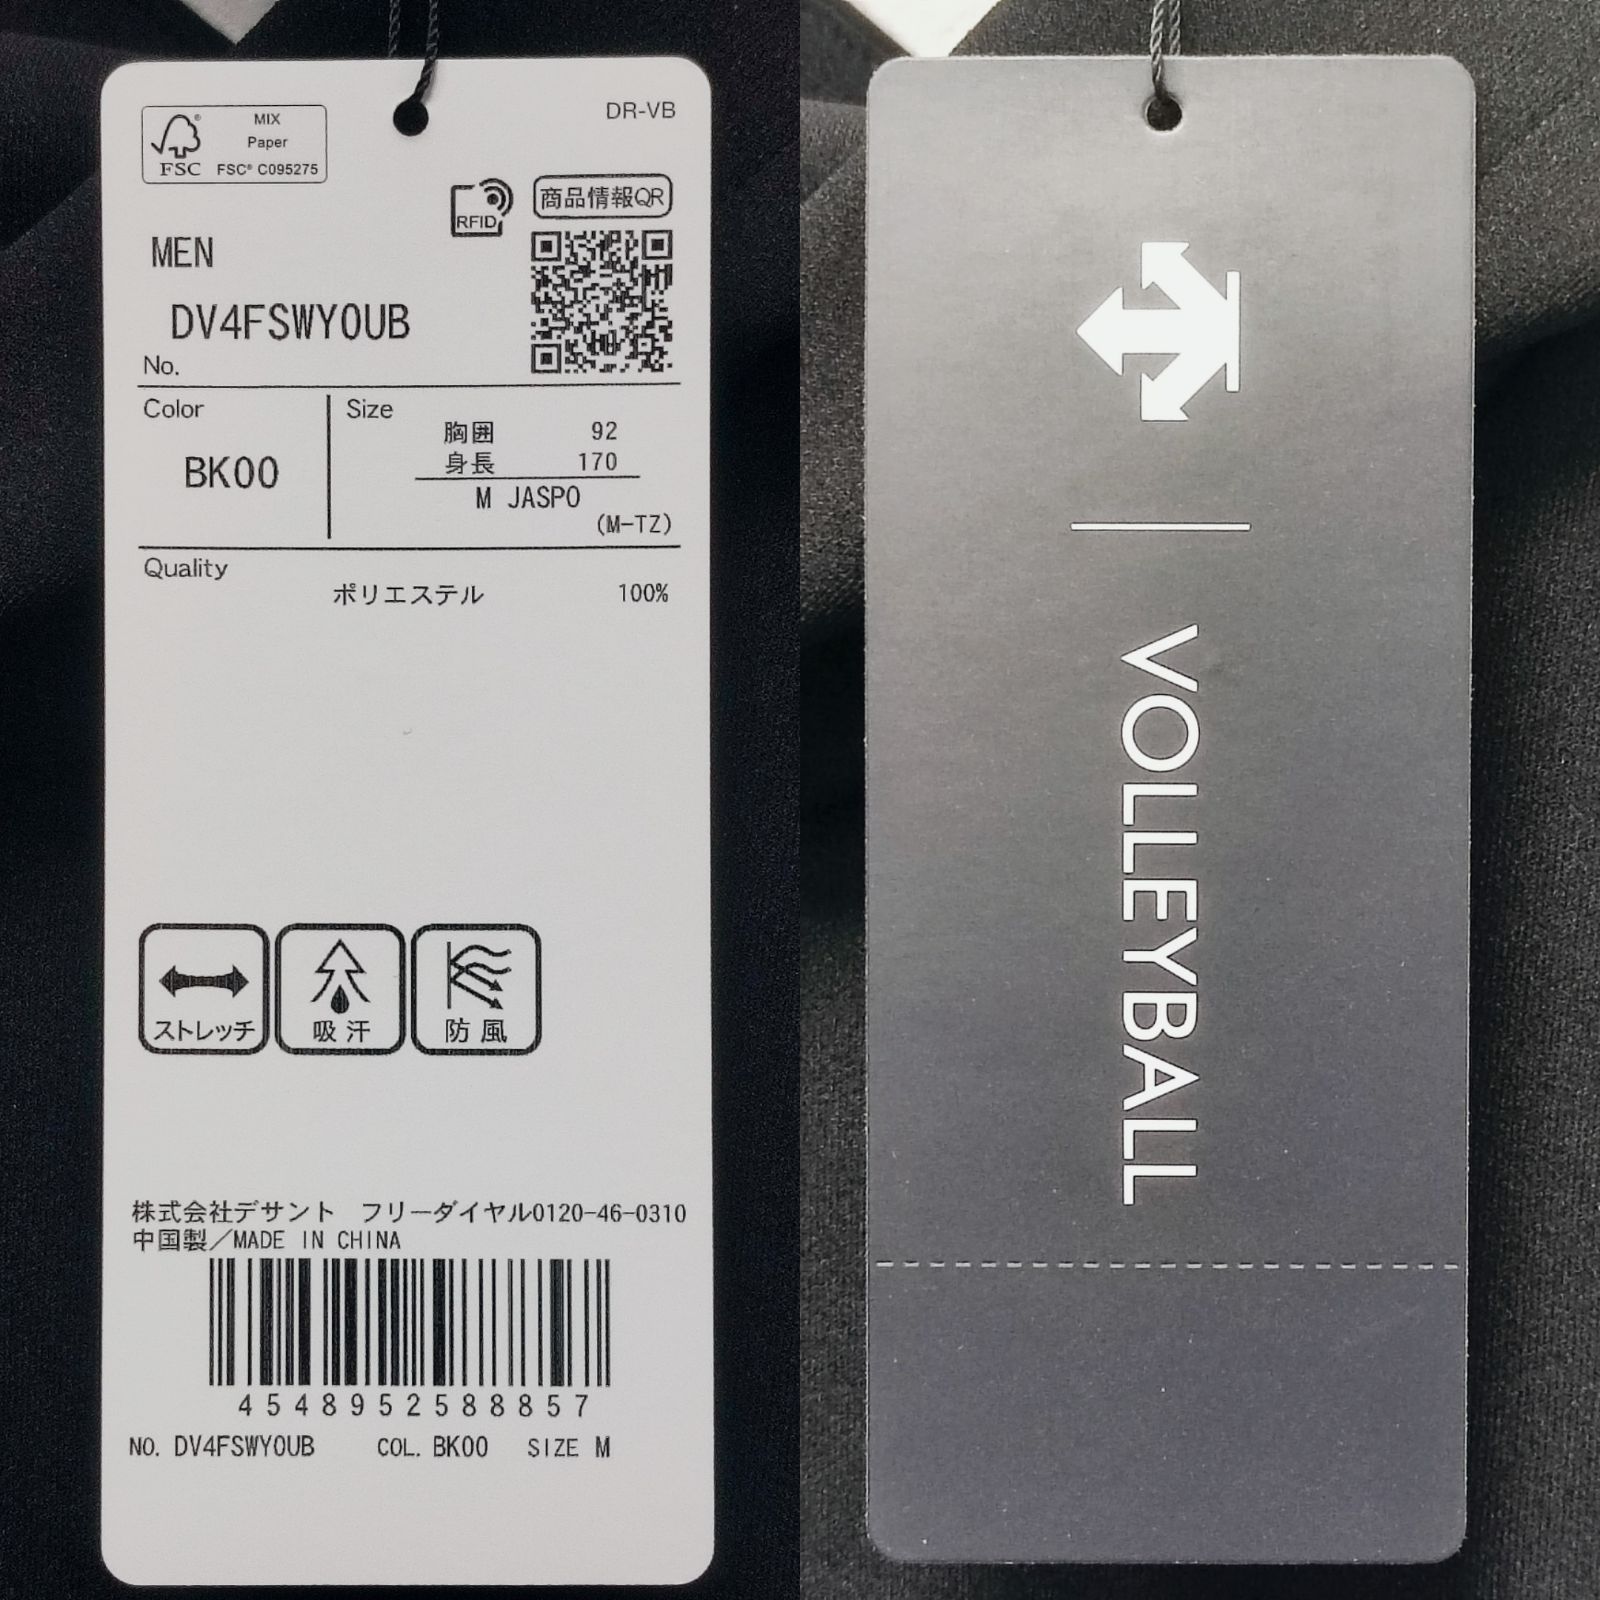 FSC® MIX
Paper
FSC® C095275
DR-VB
RFID
商品情報QR
MEN
DV4FSWY0UB
No.
Color
BK00
Size
胸囲 92
身長 170
M JASPO
(M-TZ)
Quality
ポリエステル 100%
ストレッチ
吸汗
防風
株式会社デサント フリーダイヤル0120-46-0310
中国製／MADE IN CHINA
4548952588857
NO. DV4FSWY0UB COL. BK00 SIZE M
VOLLEYBALL